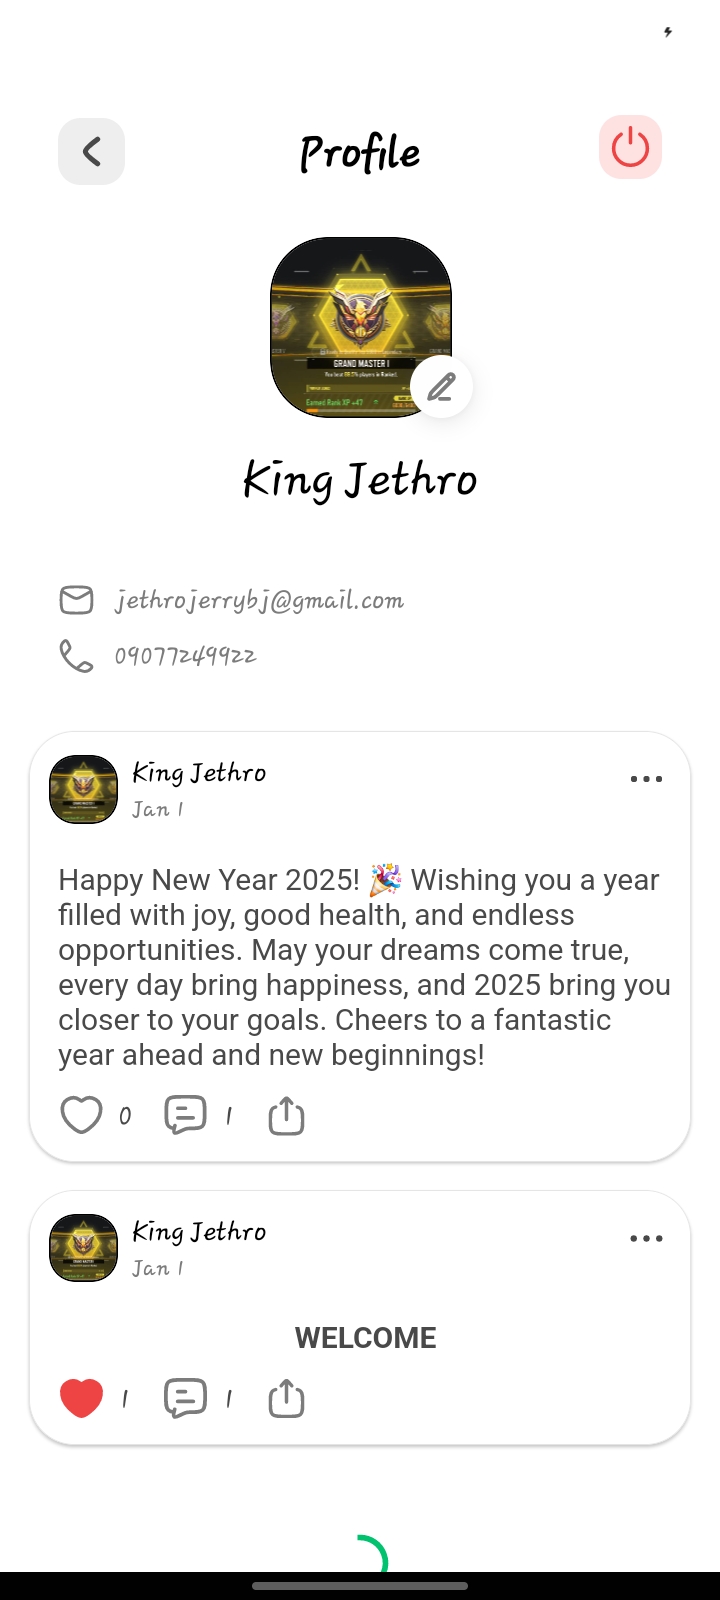 Profile
GRAND MASTER I
Earned Rank XP +47
King Jethro
jethrojerrybj@gmail.com
09077249922
King Jethro
Jan 1
Happy New Year 2025! 🎉 Wishing you a year
filled with joy, good health, and endless
opportunities. May your dreams come true,
every day bring happiness, and 2025 bring you
closer to your goals. Cheers to a fantastic
year ahead and new beginnings!
0 1
King Jethro
Jan 1
WELCOME
1 1